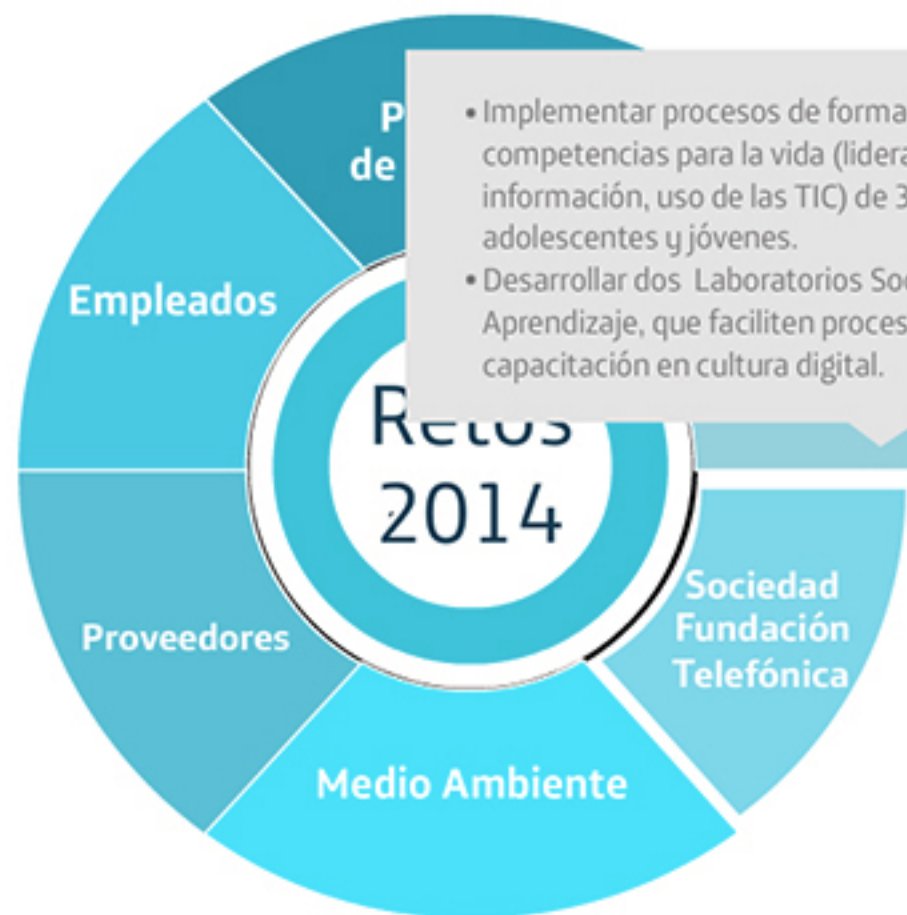 P
de
• Implementar procesos de forma
competencias para la vida (lidera
información, uso de las TIC) de 3
adolescentes y jóvenes.
• Desarrollar dos Laboratorios Soc
Aprendizaje, que faciliten proces
capacitación en cultura digital.
Empleados
Retos
2014
Sociedad
Fundación
Telefónica
Proveedores
Medio Ambiente